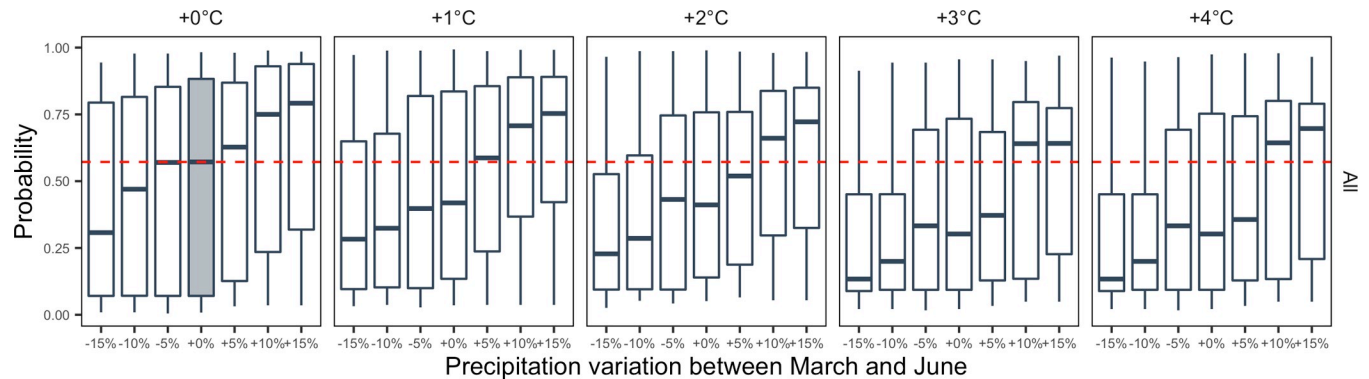 +0°C +1°C +2°C +3°C +4°C
Probability
1.00
0.75
0.50
0.25
0.00
All
-15% -10% -5% +0% +5% +10% +15% -15% -10% -5% +0% +5% +10% +15% -15% -10% -5% +0% +5% +10% +15% -15% -10% -5% +0% +5% +10% +15% -15% -10% -5% +0% +5% +10% +15%
Precipitation variation between March and June